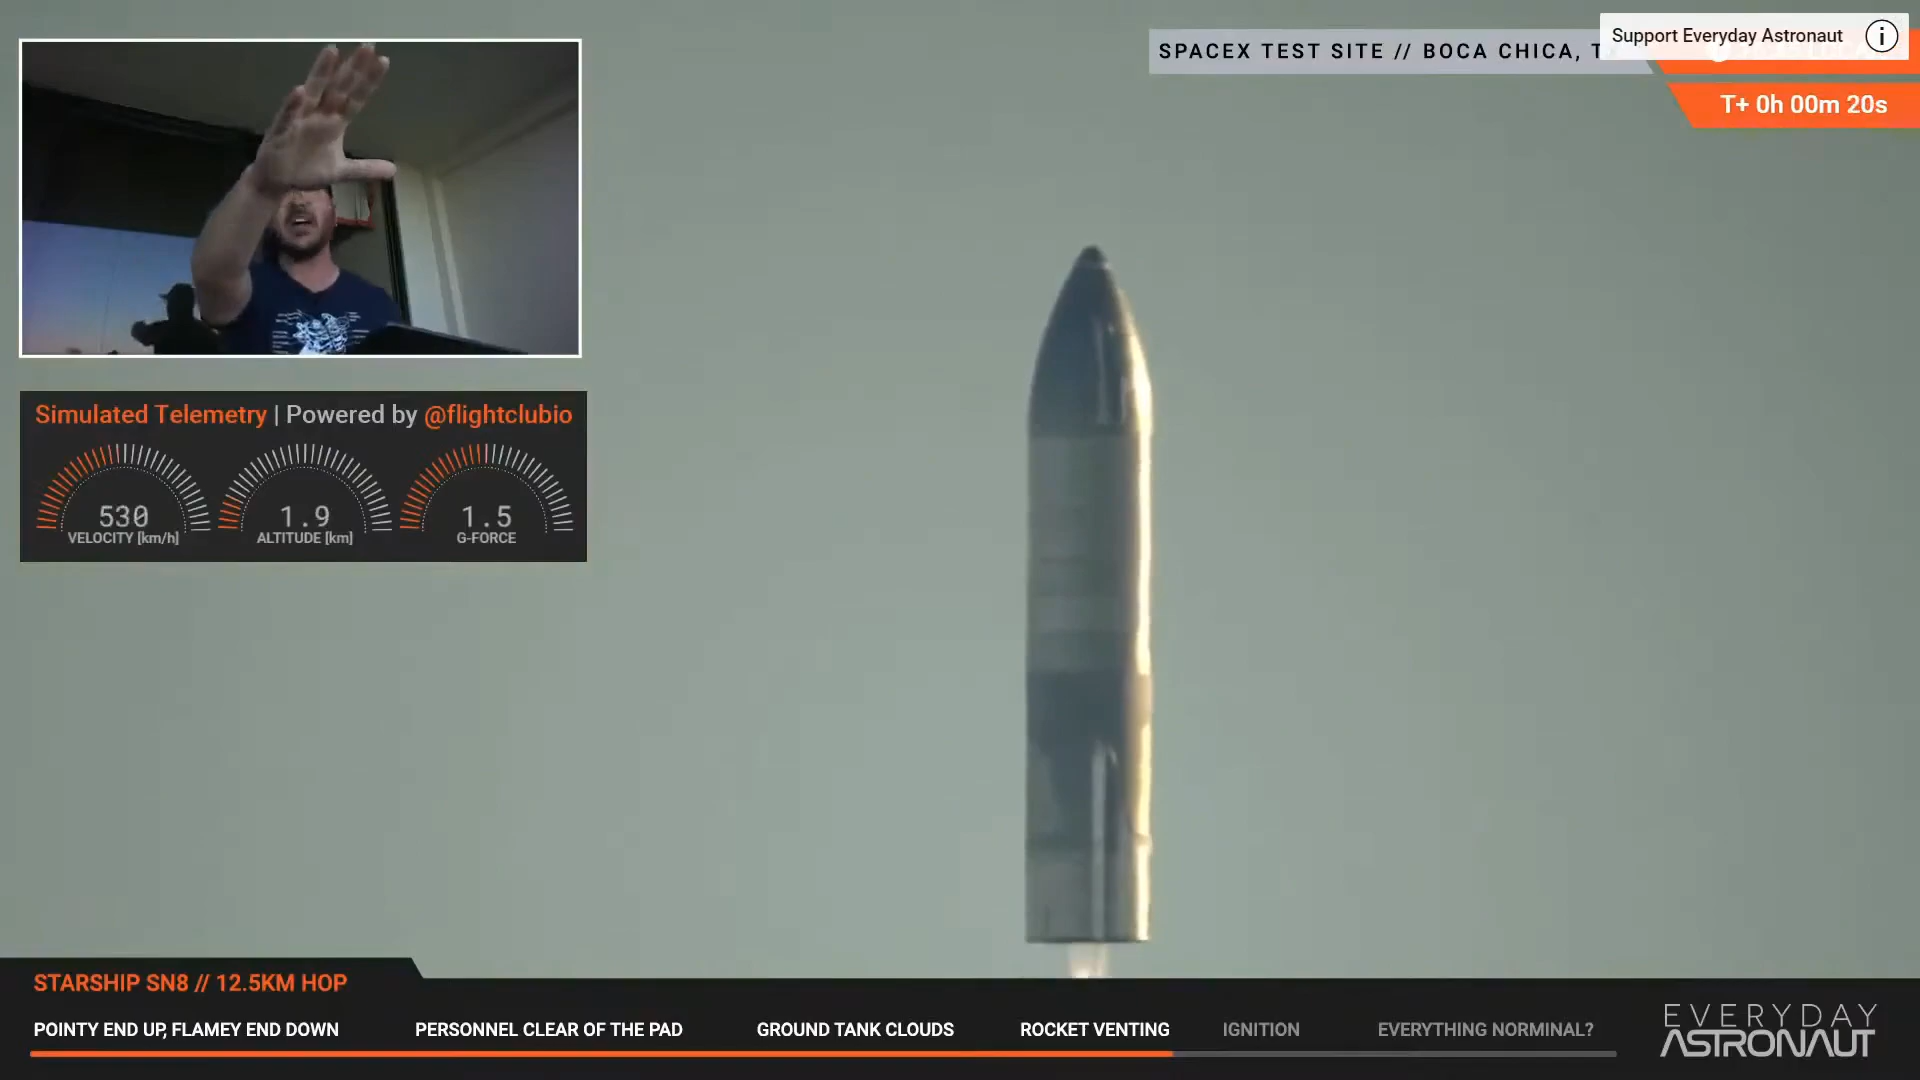 Support Everyday Astronaut
SPACEX TEST SITE // BOCA CHICA, T
T+ 0h 00m 20s
Simulated Telemetry | Powered by @flightclubio
530 1.9 1.5
VELOCITY [km/h] ALTITUDE [km] G-FORCE
STARSHIP SN8 // 12.5KM HOP
POINTY END UP, FLAMEY END DOWN PERSONNEL CLEAR OF THE PAD GROUND TANK CLOUDS ROCKET VENTING IGNITION EVERYTHING NORMINAL?
EVERYDAY
ASTRONAUT